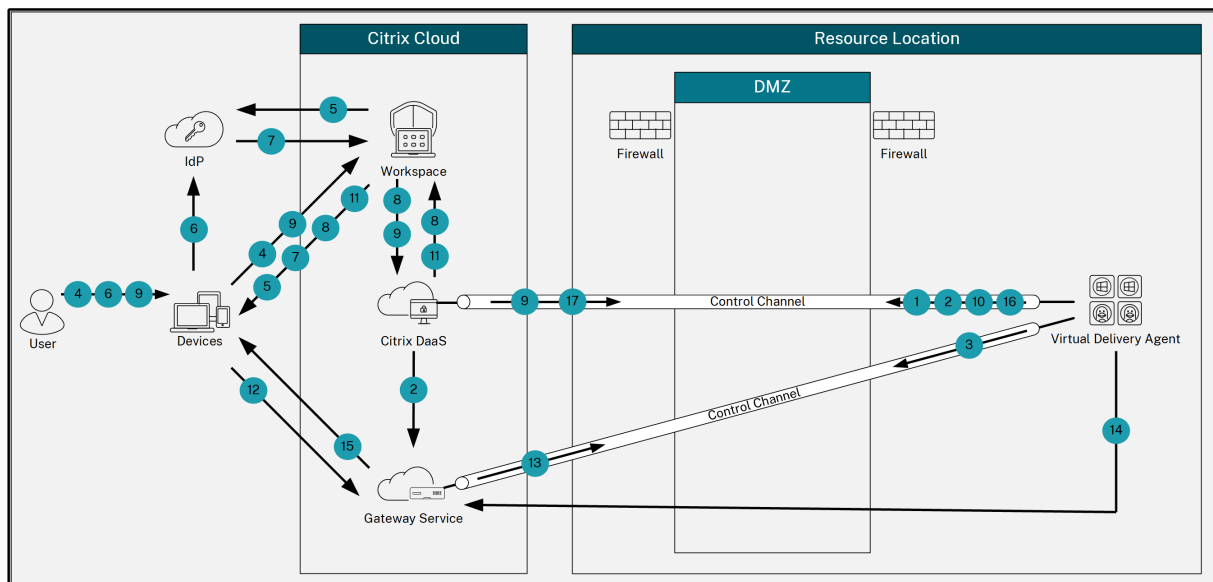 Citrix Cloud
Resource Location
DMZ
5
7
IdP
Workspace
Firewall
Firewall
11
8
8
9
9
8
6
4
7
11
5
4 6 9
User
Devices
Citrix DaaS
9 17
Control Channel
1 2 10 16
Virtual Delivery Agent
3
2
12
Control Channel
14
15
13
Gateway Service